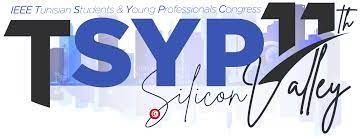 IEEE Tunisian Students & Young Professionals Congress
TSYP 11th
Silicon Valley